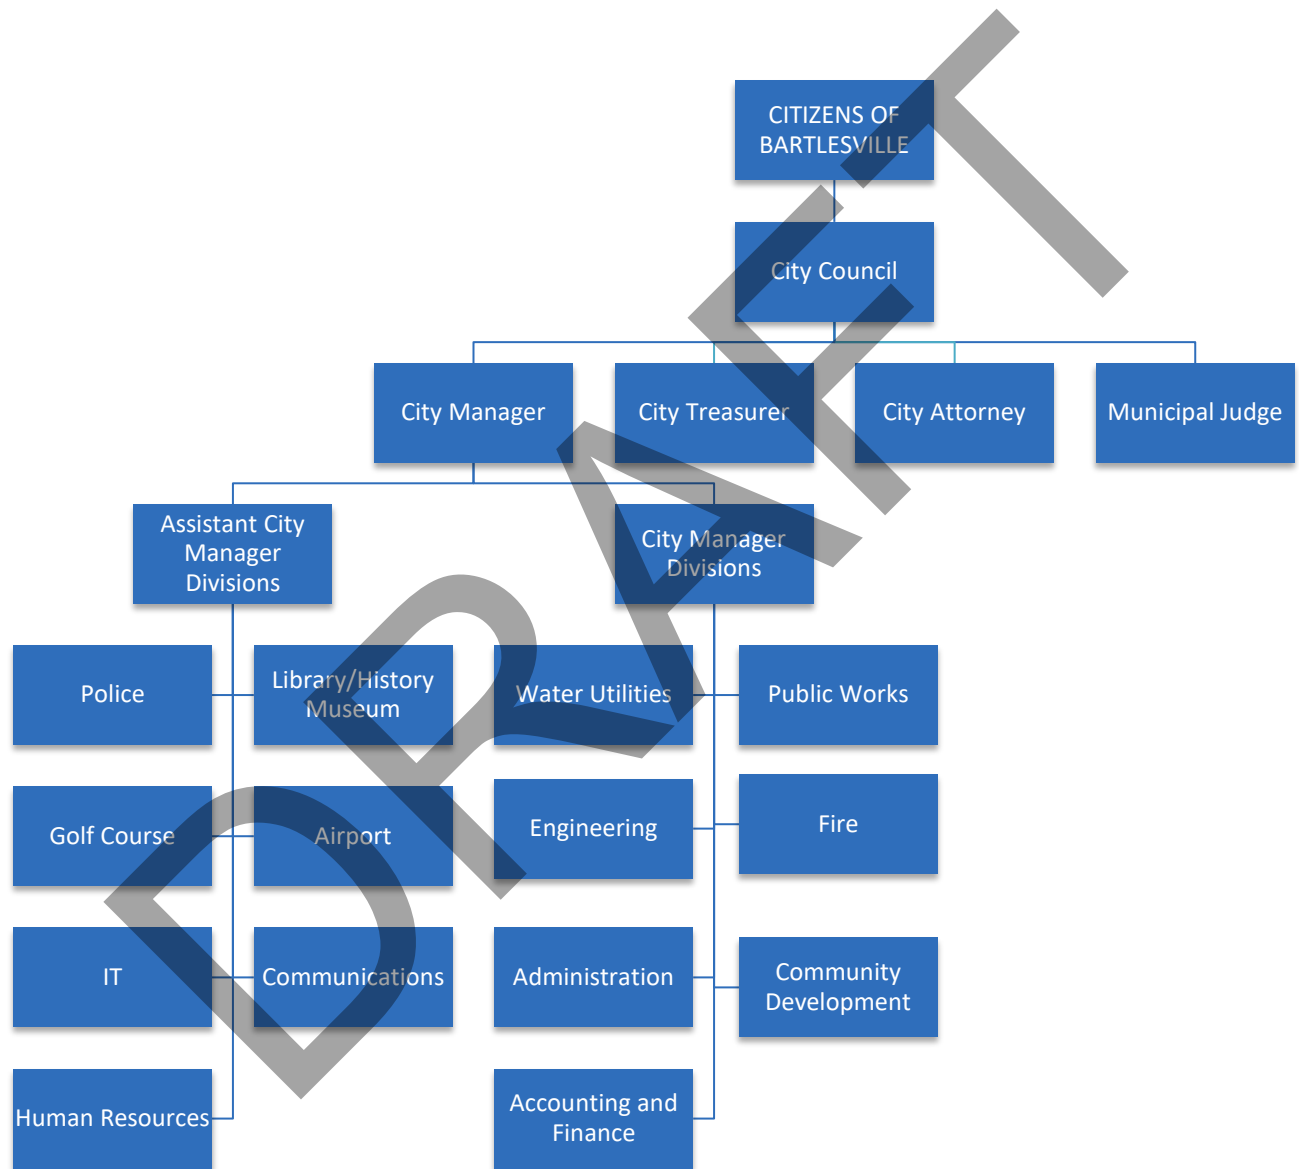 CITIZENS OF
BARTLESVILLE
City Council
City Manager
City Treasurer
City Attorney
Municipal Judge
Assistant City
Manager
Divisions
City Manager
Divisions
Police
Library/History
Museum
Water Utilities
Public Works
Golf Course
Airport
Engineering
Fire
IT
Communications
Administration
Community
Development
Human Resources
Accounting and
Finance
DRAFT